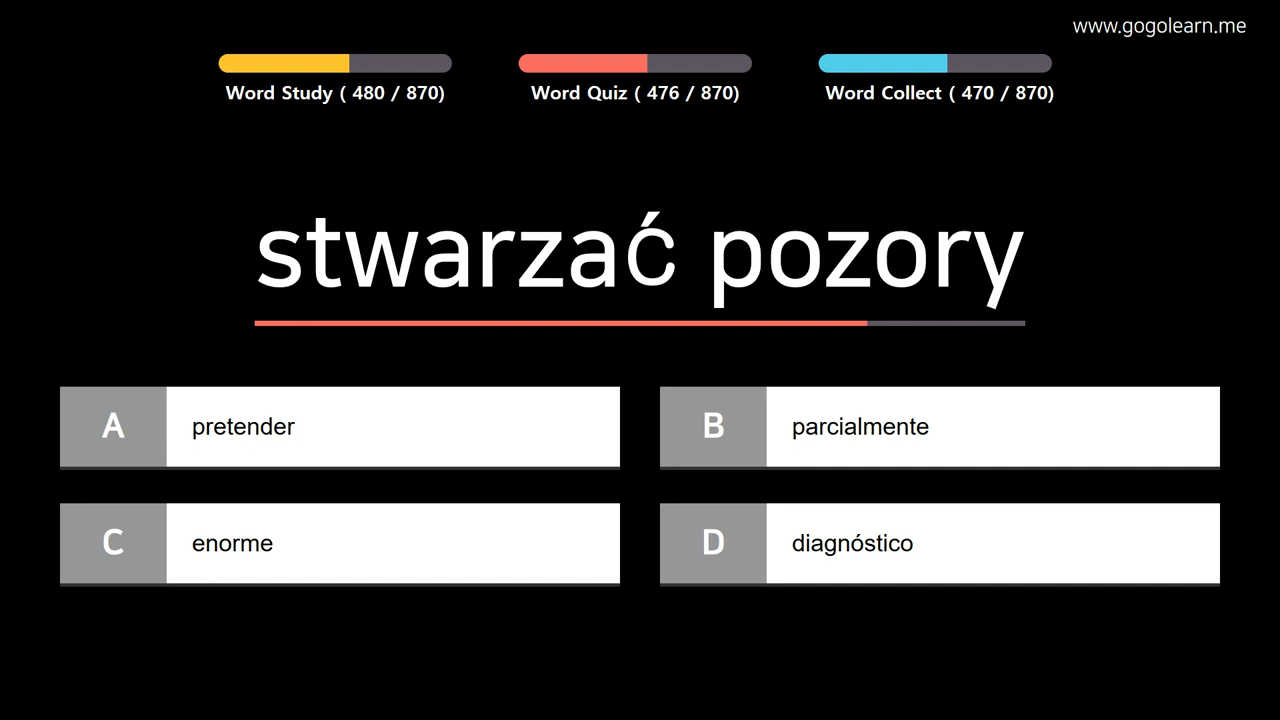 www.gogolearn.me
Word Study ( 480 / 870)
Word Quiz ( 476 / 870)
Word Collect ( 470 / 870)
stwarzać pozory
A pretender
B parcialmente
C enorme
D diagnóstico